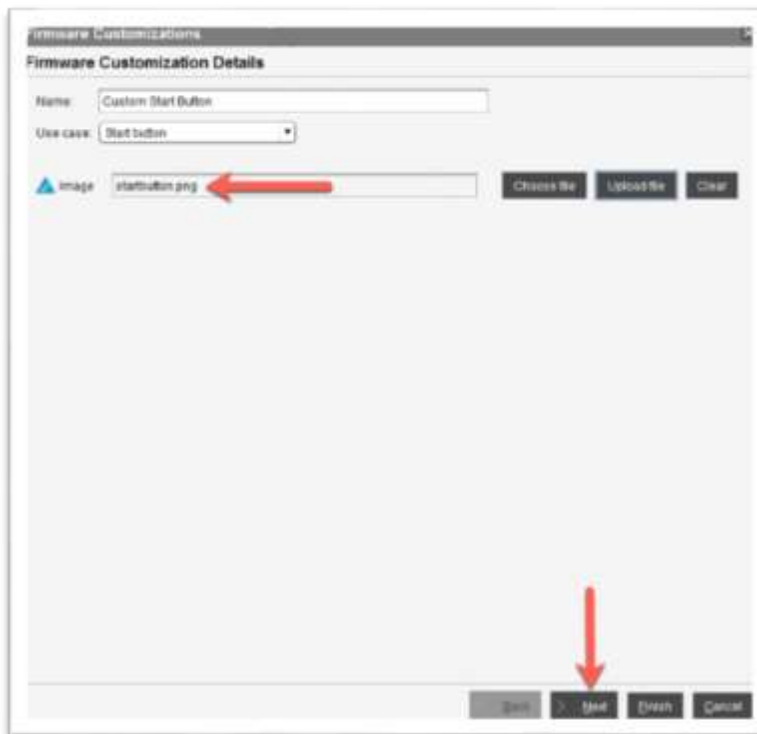 Firmware Customizations
Firmware Customization Details
Name: Custom Start Button
Use case: Start button
Image startbutton.png Choose file Upload file Clear
Back Next Finish Cancel